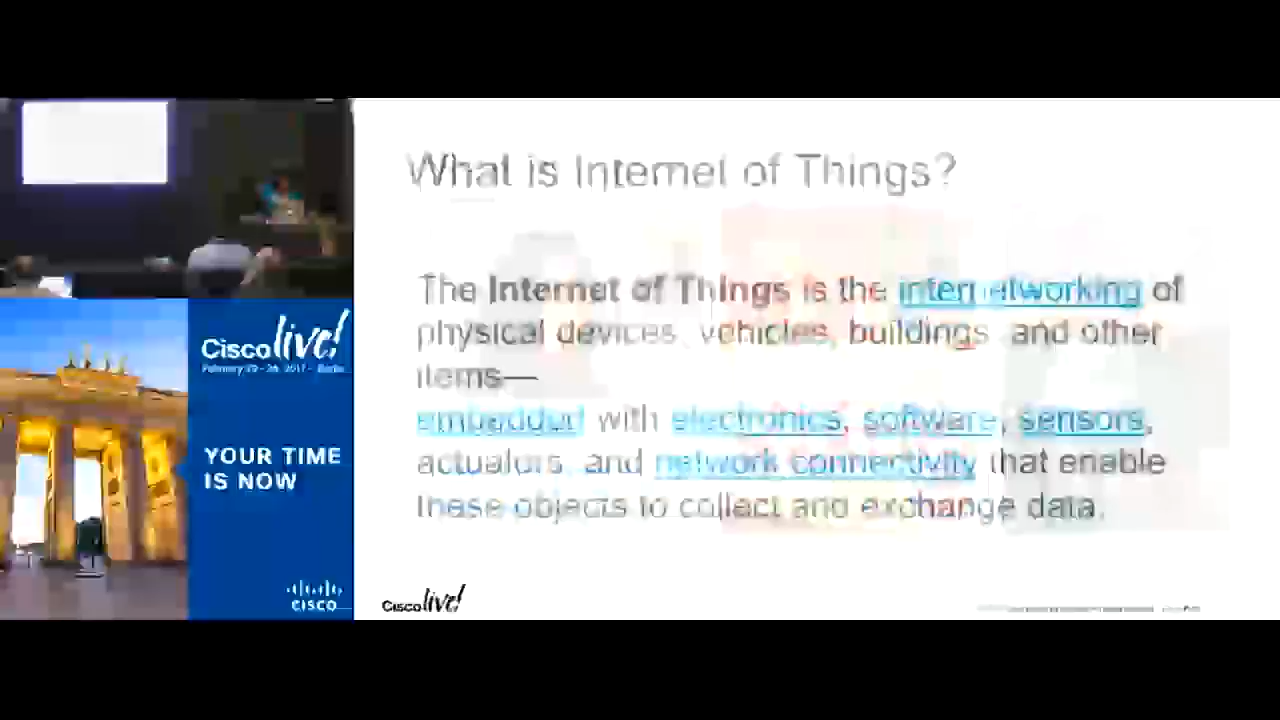 What is Internet of Things?
The Internet of Things is the internetworking of
physical devices, vehicles, buildings and other
items—
embedded with electronics, software, sensors,
actuators, and network connectivity that enable
these objects to collect and exchange data.
Cisco live!
February 20 - 24, 2017 - Berlin
YOUR TIME
IS NOW
CISCO
Cisco live!